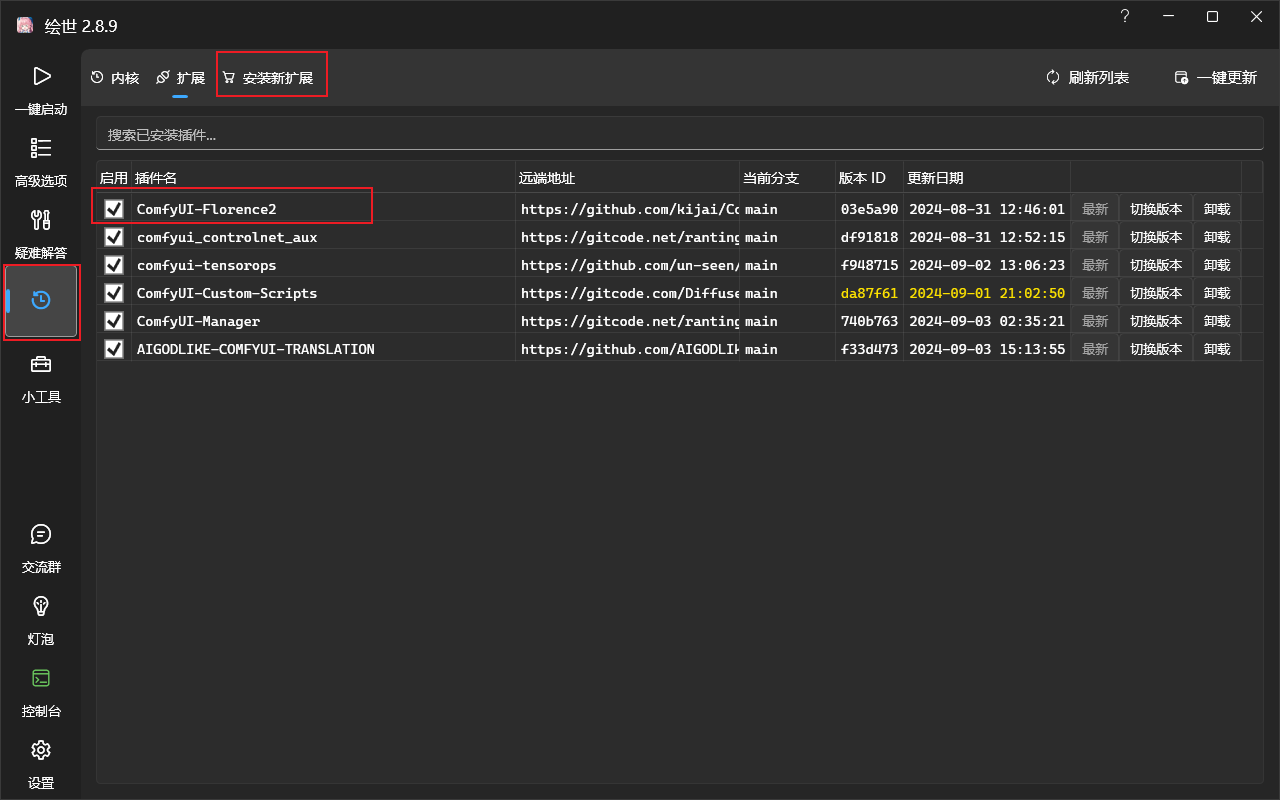 绘世 2.8.9
?
一键启动
高级选项
疑难解答
小工具
交流群
灯泡
控制台
设置
内核 扩展 安装新扩展 刷新列表 一键更新
搜索已安装插件...
启用 插件名 远端地址 当前分支 版本 ID 更新日期
ComfyUI-Florence2 https://github.com/kijai/Co main 03e5a90 2024-08-31 12:46:01 最新 切换版本 卸载
comfyui_controlnet_aux https://gitcode.net/ranting main df91818 2024-08-31 12:52:15 最新 切换版本 卸载
comfyui-tensorops https://github.com/un-seen/ main f948715 2024-09-02 13:06:23 最新 切换版本 卸载
ComfyUI-Custom-Scripts https://gitcode.com/Diffuse main da87f61 2024-09-01 21:02:50 最新 切换版本 卸载
ComfyUI-Manager https://gitcode.net/ranting main 740b763 2024-09-03 02:35:21 最新 切换版本 卸载
AIGODLIKE-COMFYUI-TRANSLATION https://github.com/AIGODLIK main f33d473 2024-09-03 15:13:55 最新 切换版本 卸载